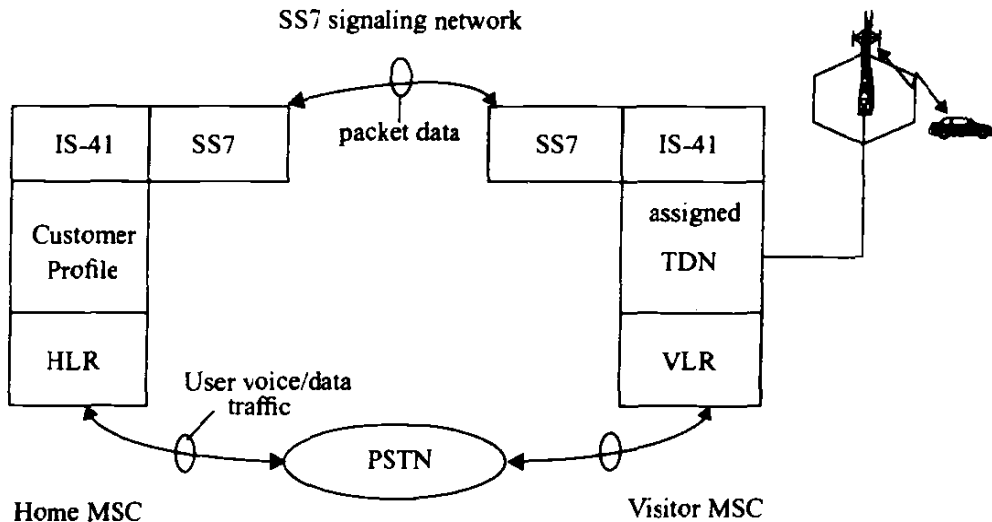 SS7 signaling network
packet data
IS-41
SS7
SS7
IS-41
Customer
Profile
assigned
TDN
HLR
VLR
User voice/data
traffic
PSTN
Home MSC
Visitor MSC